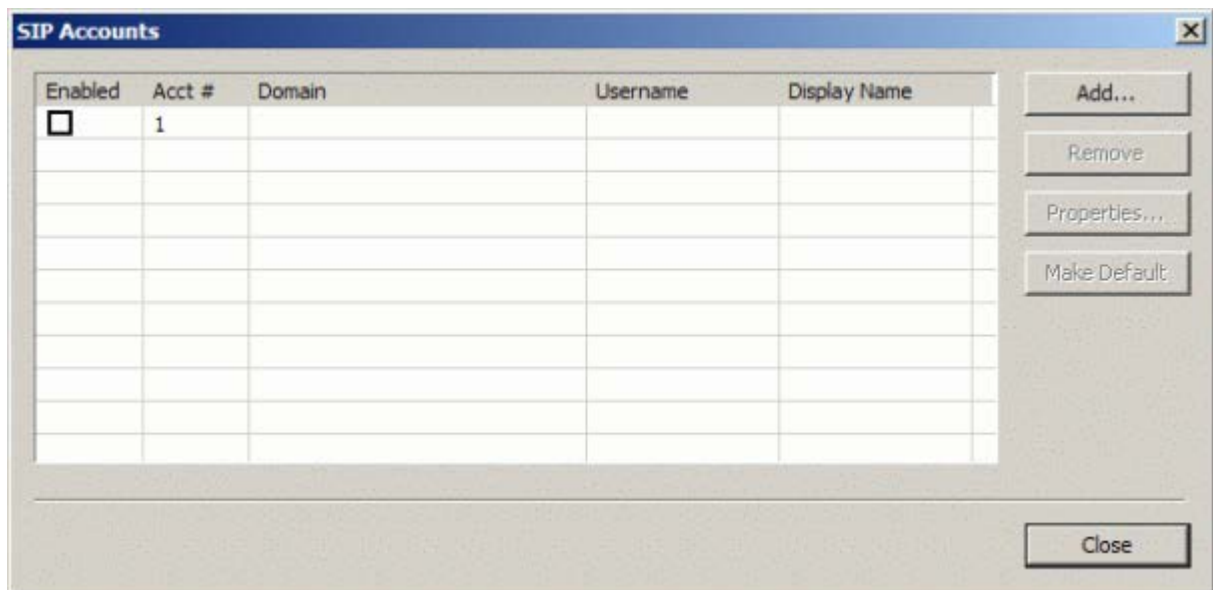 SIP Accounts
Enabled Acct # Domain Username Display Name
1
Add...
Remove
Properties...
Make Default
Close